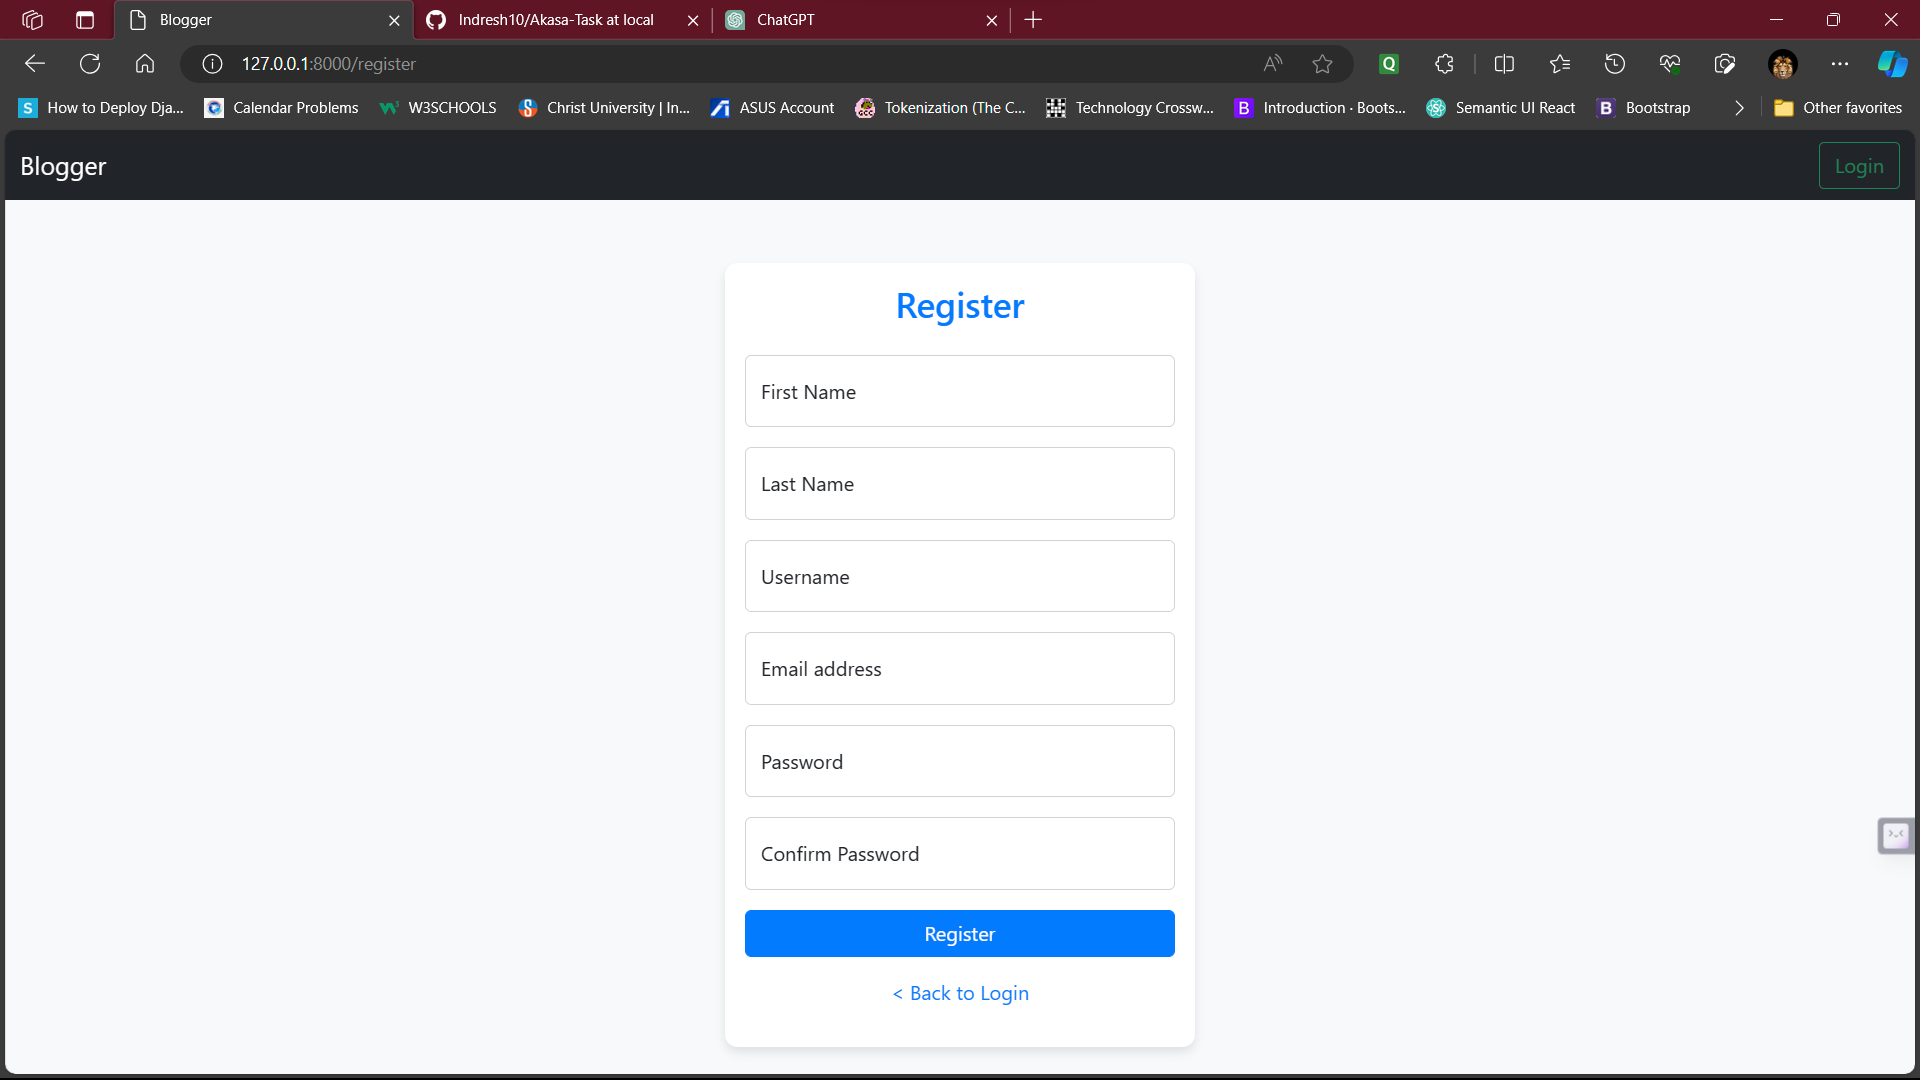 Blogger
Indresh10/Akasa-Task at local
ChatGPT
127.0.0.1:8000/register
How to Deploy Dja...
Calendar Problems
W3SCHOOLS
Christ University | In...
ASUS Account
Tokenization (The C...
Technology Crossw...
Introduction · Boots...
Semantic UI React
Bootstrap
Other favorites
Blogger
Login
Register
First Name
Last Name
Username
Email address
Password
Confirm Password
Register
< Back to Login